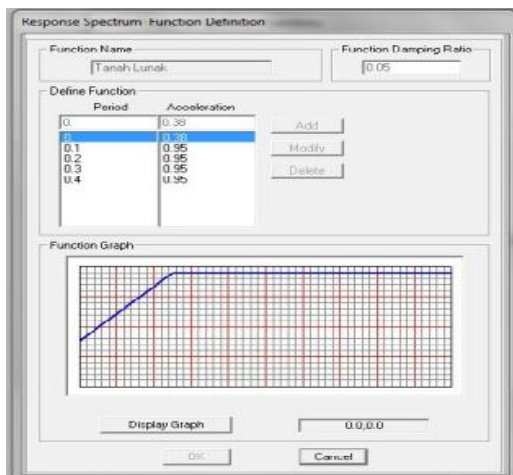 Response Spectrum Function Definition
Function Name
Tanah Lunak
Function Damping Ratio
0.05
Define Function
Period Acceleration
0. 0.38
0. 0.38
0.1 0.95
0.2 0.95
0.3 0.95
0.4 0.95
Add
Modify
Delete
Function Graph
Display Graph
0.0,0.0
OK
Cancel